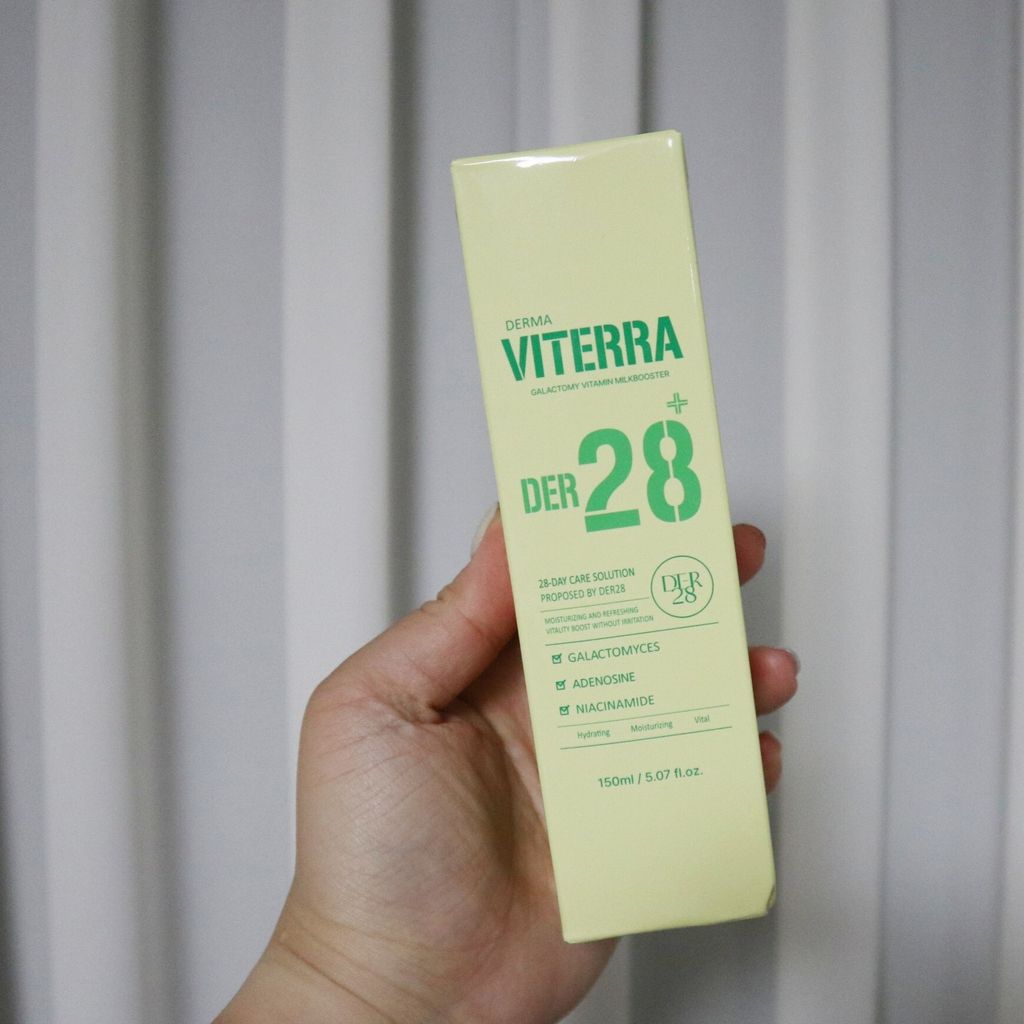 DERMA
VITERRA
GALACTOMY VITAMIN MILKBOOSTER
DER28+
28-DAY CARE SOLUTION
PROPOSED BY DER28
DER
28
MOISTURIZING AND REFRESHING
VITALITY BOOST WITHOUT IRRITATION
GALACTOMYCES
ADENOSINE
NIACINAMIDE
Hydrating Moisturizing Vital
150ml / 5.07 fl.oz.